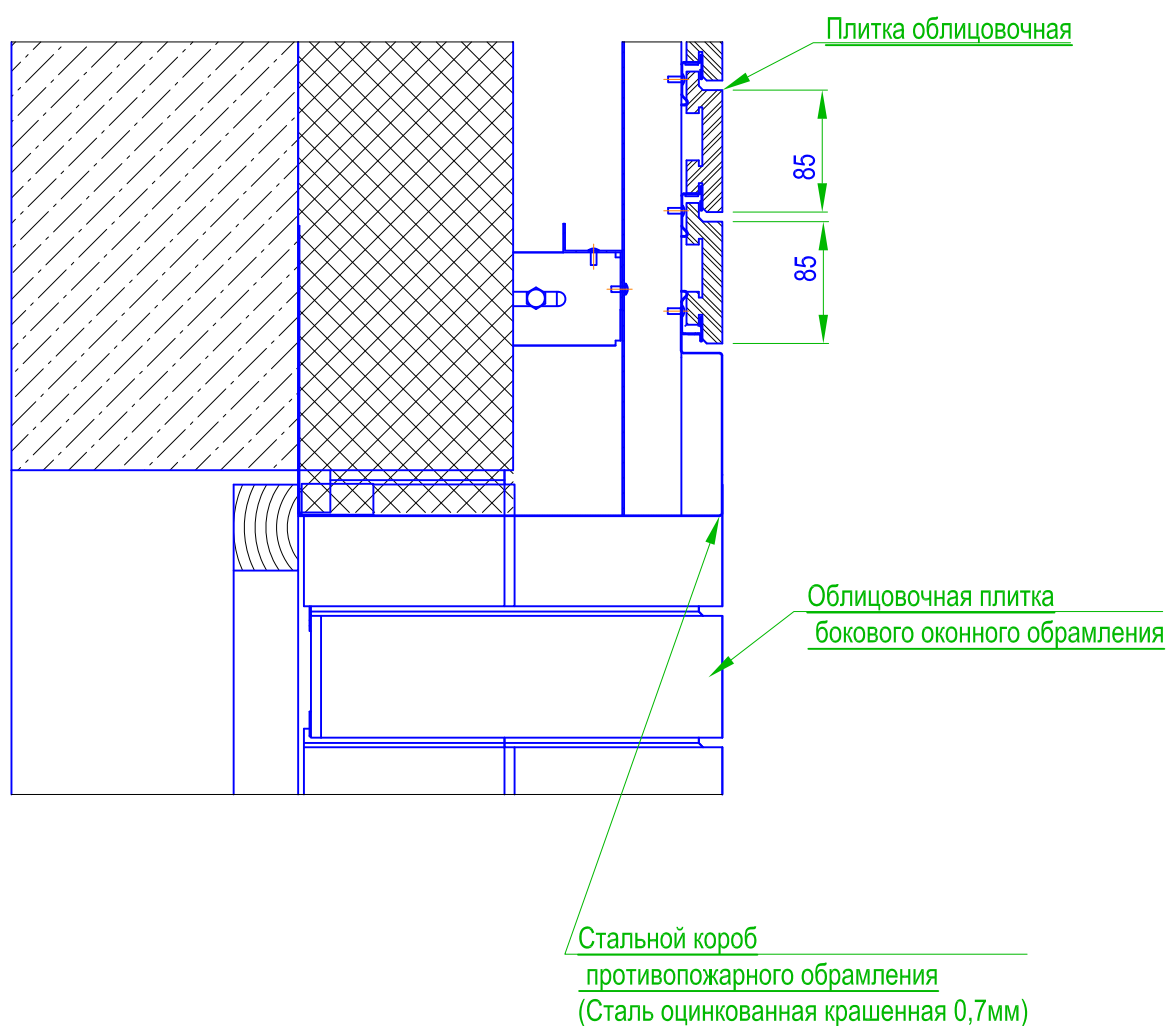 Плитка облицовочная
85
85
Облицовочная плитка
бокового оконного обрамления
Стальной короб
противопожарного обрамления
(Сталь оцинкованная крашенная 0,7мм)